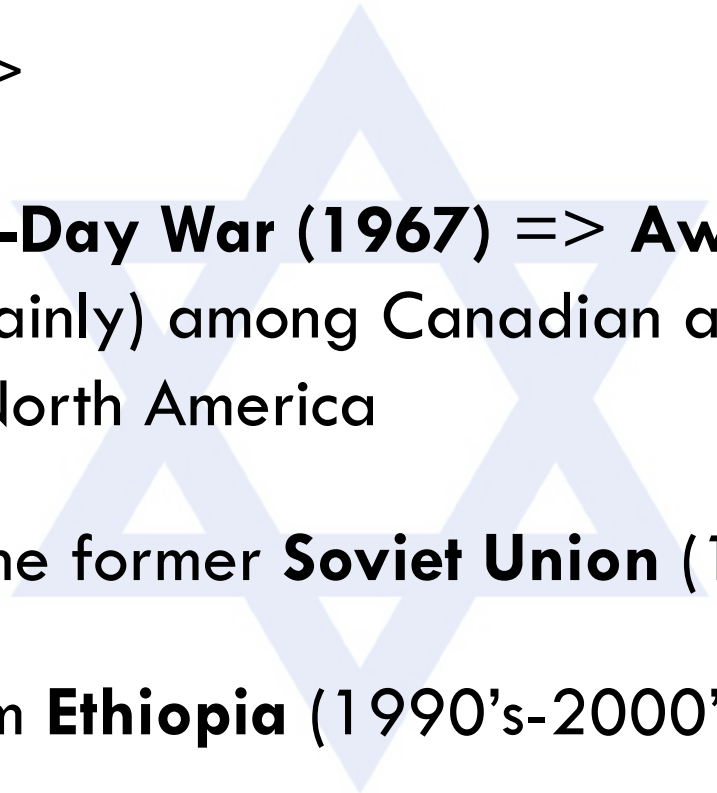 >
-Day War (1967) => Aw
ainly) among Canadian a
North America
he former Soviet Union (1
m Ethiopia (1990’s-2000’